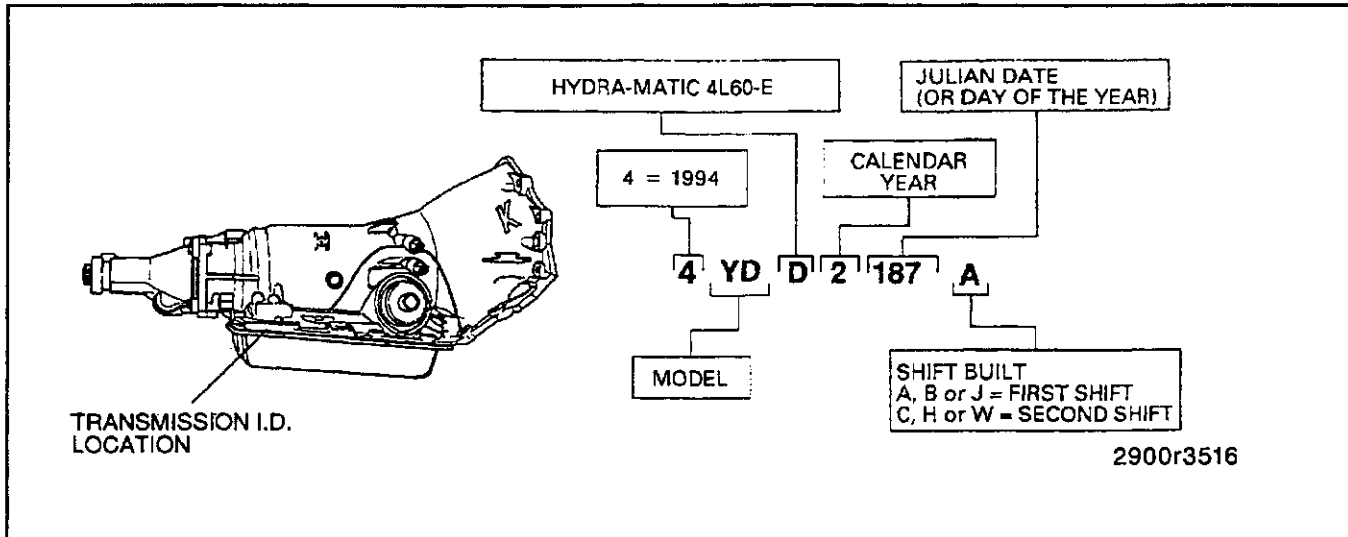 HYDRA-MATIC 4L60-E
JULIAN DATE
(OR DAY OF THE YEAR)
4 = 1994
CALENDAR
YEAR
4 YD D 2 187 A
MODEL
SHIFT BUILT
A, B or J = FIRST SHIFT
C, H or W = SECOND SHIFT
TRANSMISSION I.D.
LOCATION
2900r3516